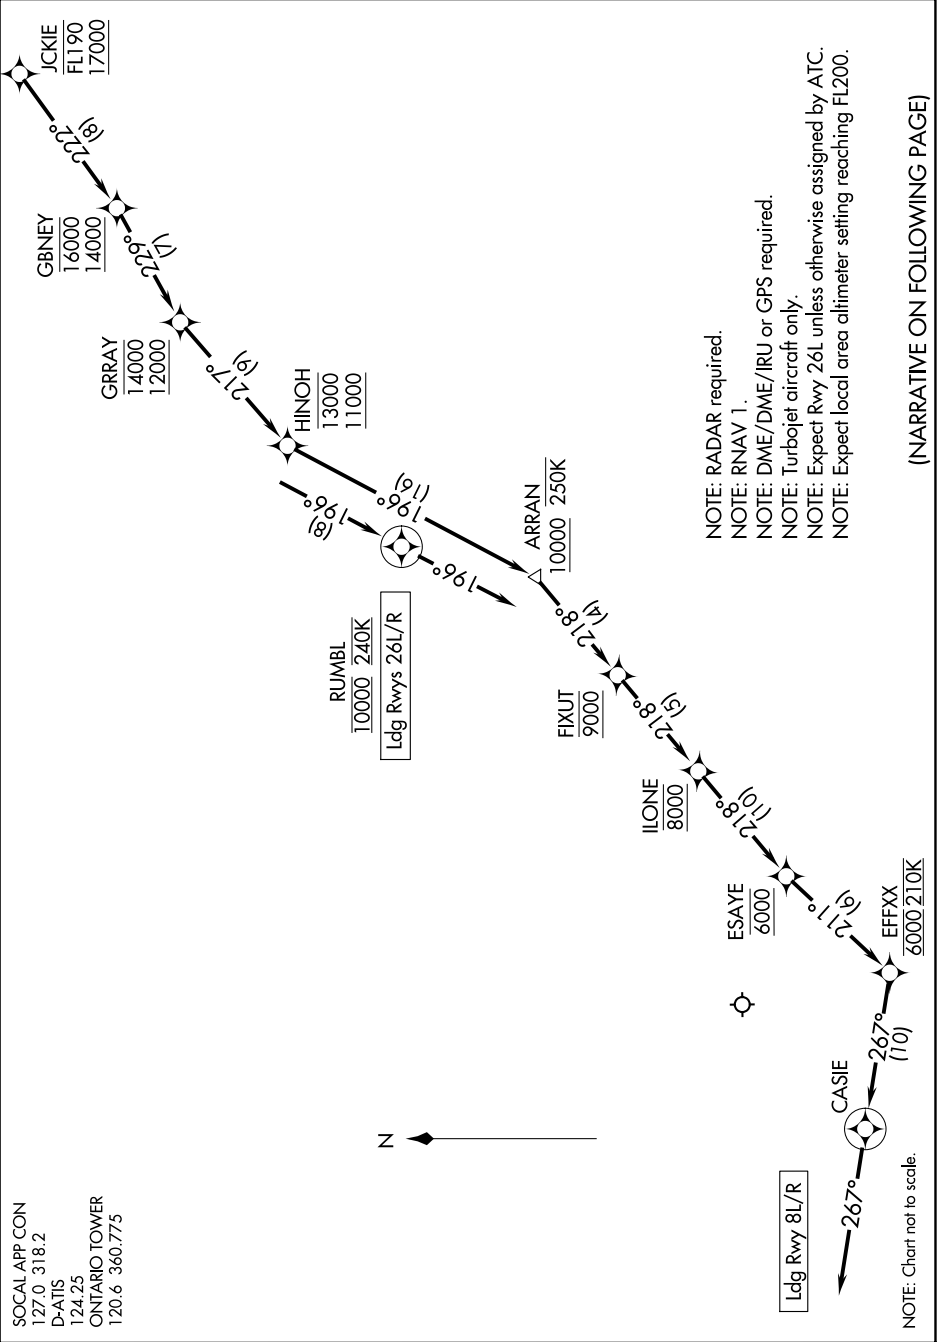 SOCAL APP CON
127.0 318.2
D-ATIS
124.25
ONTARIO TOWER
120.6 360.775
JCKIE
FL190
17000
222°
(8)
GBNEY
16000
14000
229°
(7)
GRRAY
14000
12000
217°
(9)
HINOH
13000
11000
196°
(16)
196°
(8)
196°
RUMBL
10000 240K
Ldg Rwys 26L/R
ARRAN
10000 250K
218°
(4)
FIXUT
9000
218°
(5)
ILONE
8000
218°
(10)
ESAYE
6000
211°
(6)
EFFXX
6000 210K
267°
(10)
CASIE
267°
Ldg Rwy 8L/R
N
NOTE: RADAR required.
NOTE: RNAV 1.
NOTE: DME/DME/IRU or GPS required.
NOTE: Turbojet aircraft only.
NOTE: Expect Rwy 26L unless otherwise assigned by ATC.
NOTE: Expect local area altimeter setting reaching FL200.
NOTE: Chart not to scale.
(NARRATIVE ON FOLLOWING PAGE)